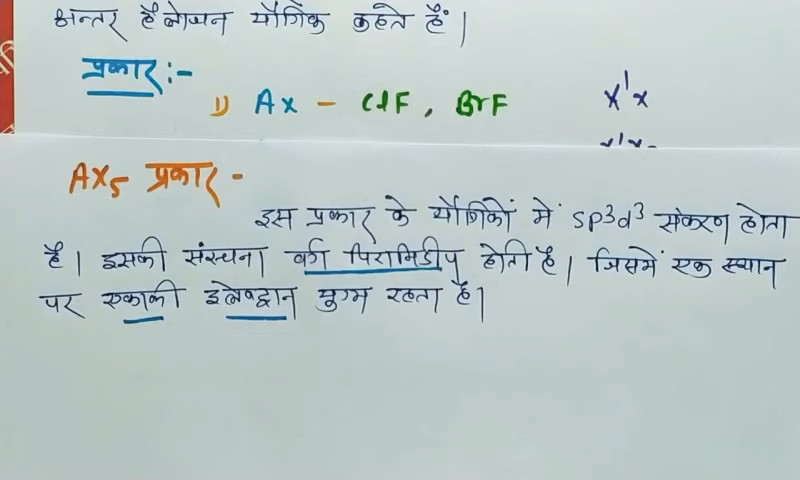 अन्तर हैलोजन यौगिक कहते हैं।
प्रकार:-
1) Ax - ClF, BrF
x'x
AX5 प्रकार -
इस प्रकार के यौगिकों में sp³d³ संकरण होता
है। इसकी संरचना वर्ग पिरामिडीय होती है। जिसमें एक स्थान
पर एकाकी इलेक्ट्रान युग्म रहता है।